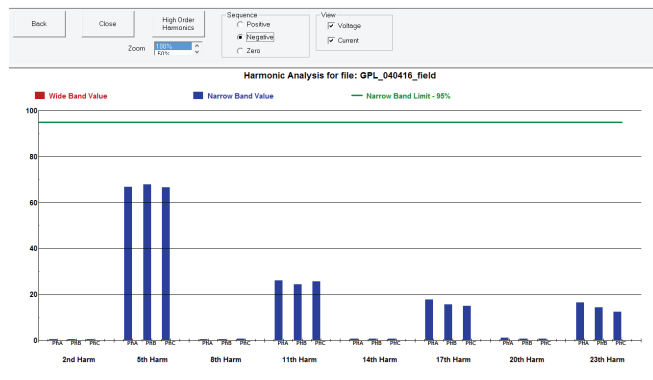 Back
Close
High Order
Harmonics
Zoom
100%
50%
Sequence
Positive
Negative
Zero
View
Voltage
Current
Harmonic Analysis for file: GPL_040416_field
Wide Band Value
Narrow Band Value
Narrow Band Limit - 95%
100
80
60
40
20
0
PhA PhB PhC PhA PhB PhC PhA PhB PhC PhA PhB PhC PhA PhB PhC PhA PhB PhC PhA PhB PhC PhA PhB PhC
2nd Harm 5th Harm 8th Harm 11th Harm 14th Harm 17th Harm 20th Harm 23th Harm